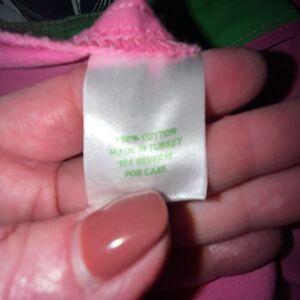 100% COTTON
MADE IN TURKEY
SEE REVERSE
FOR CARE